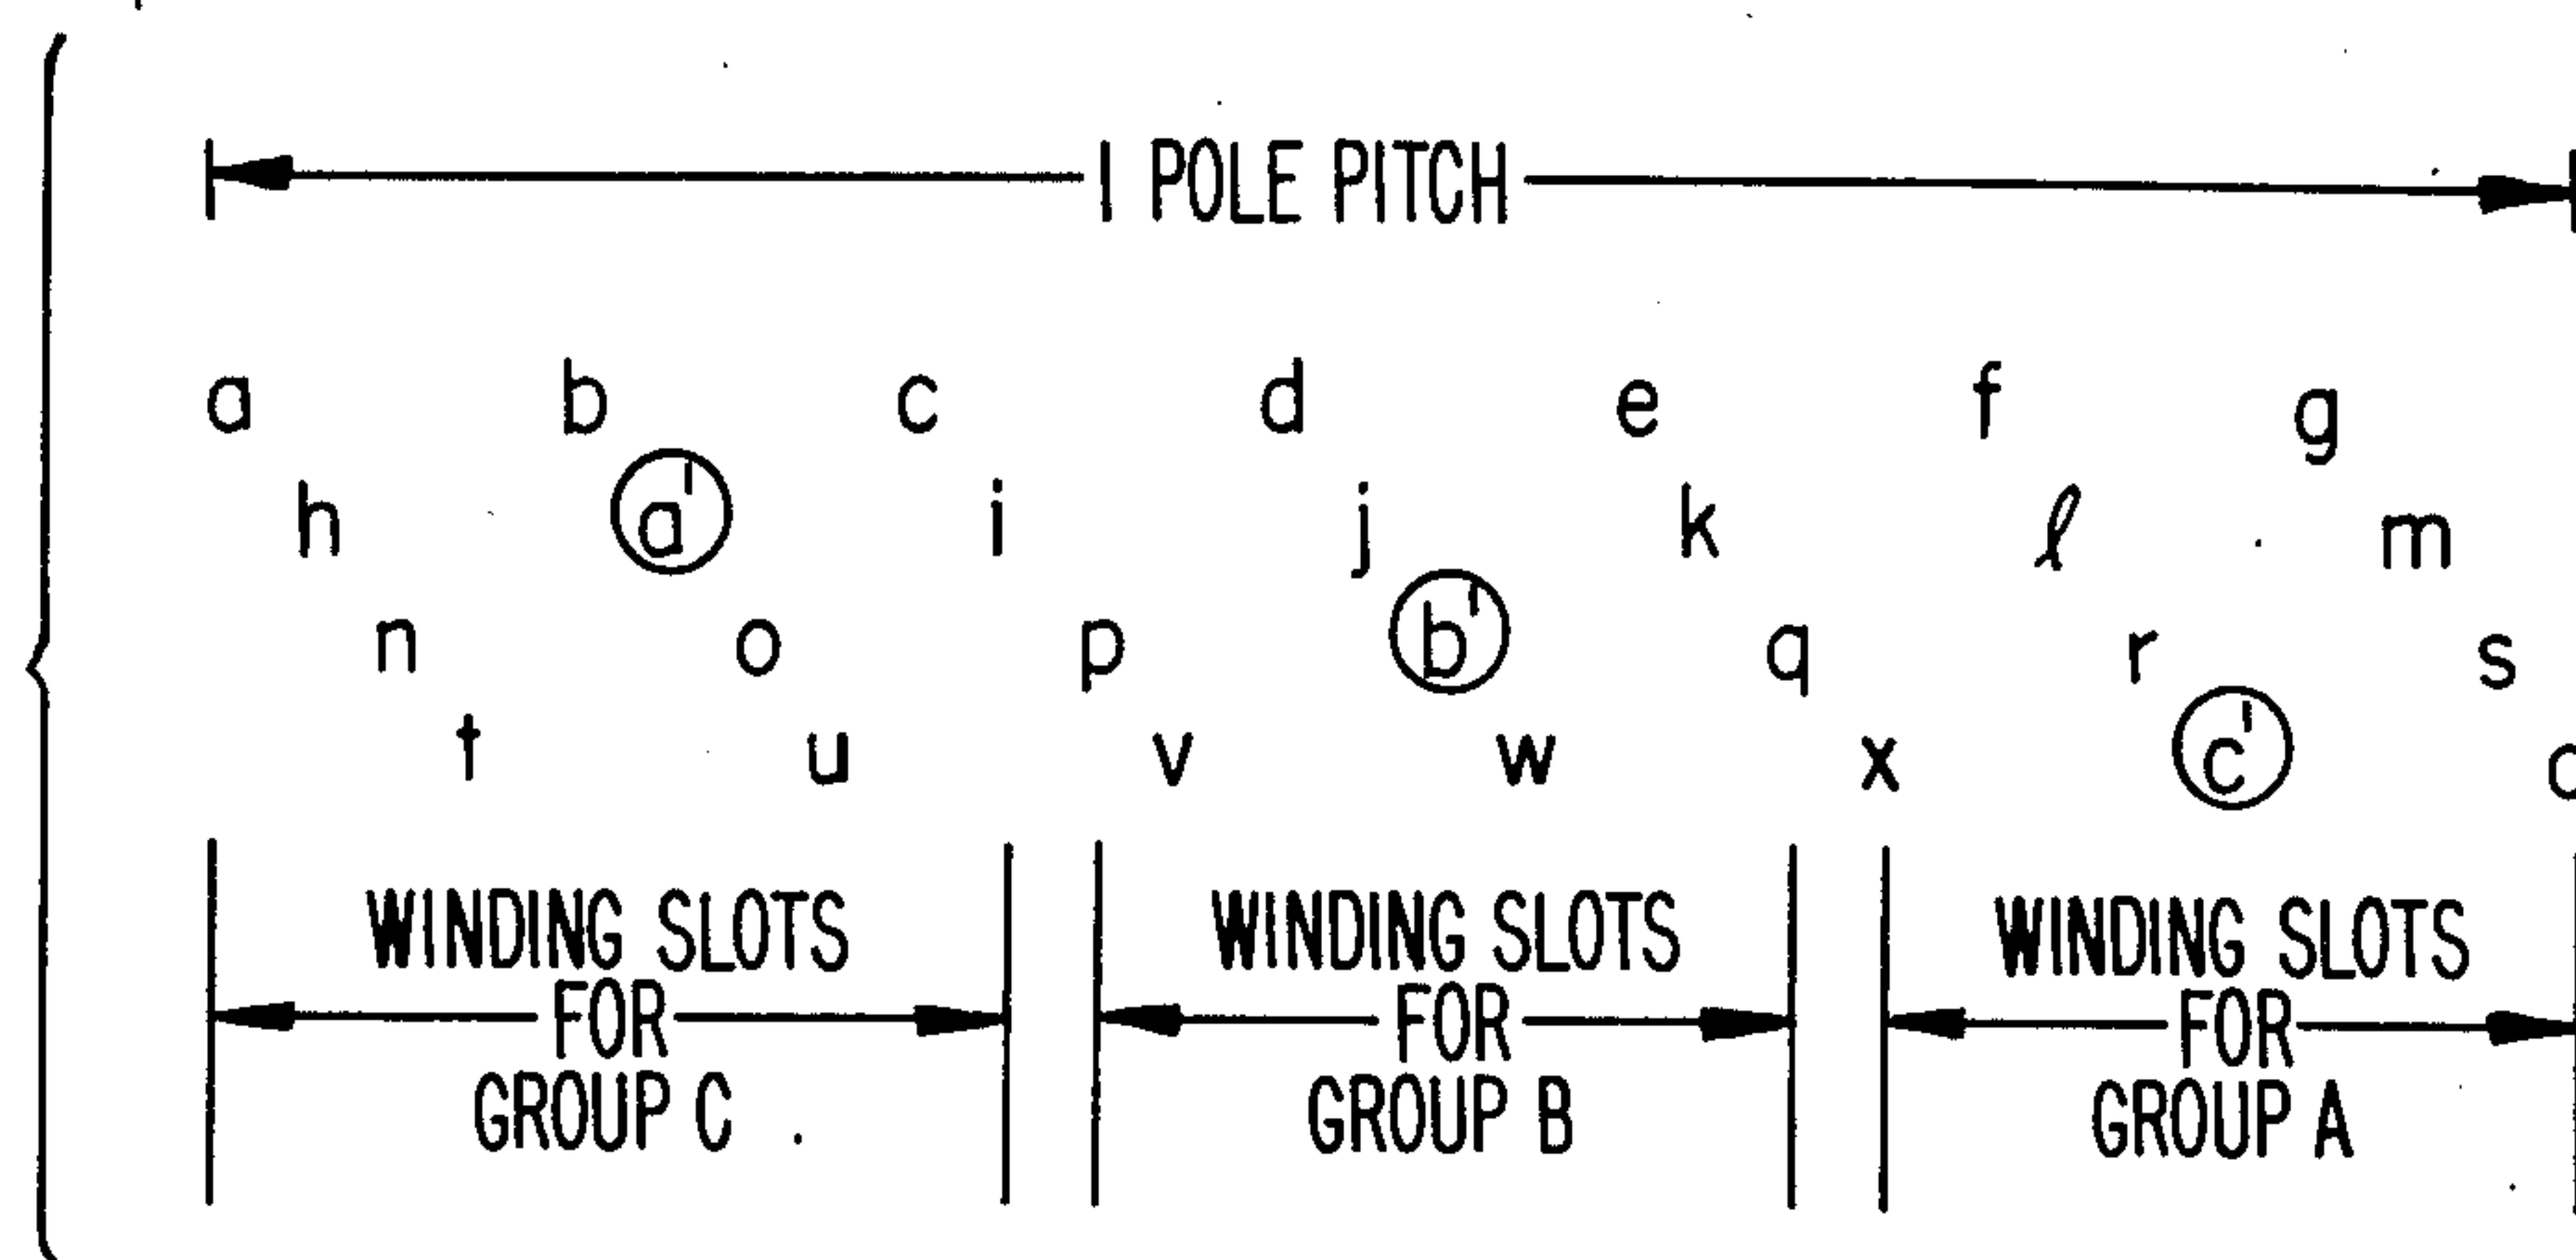 1 POLE PITCH
a b c d e f g
h a' i j k ℓ m
n o p b' q r s
t u v w x c'
WINDING SLOTS FOR GROUP C
WINDING SLOTS FOR GROUP B
WINDING SLOTS FOR GROUP A